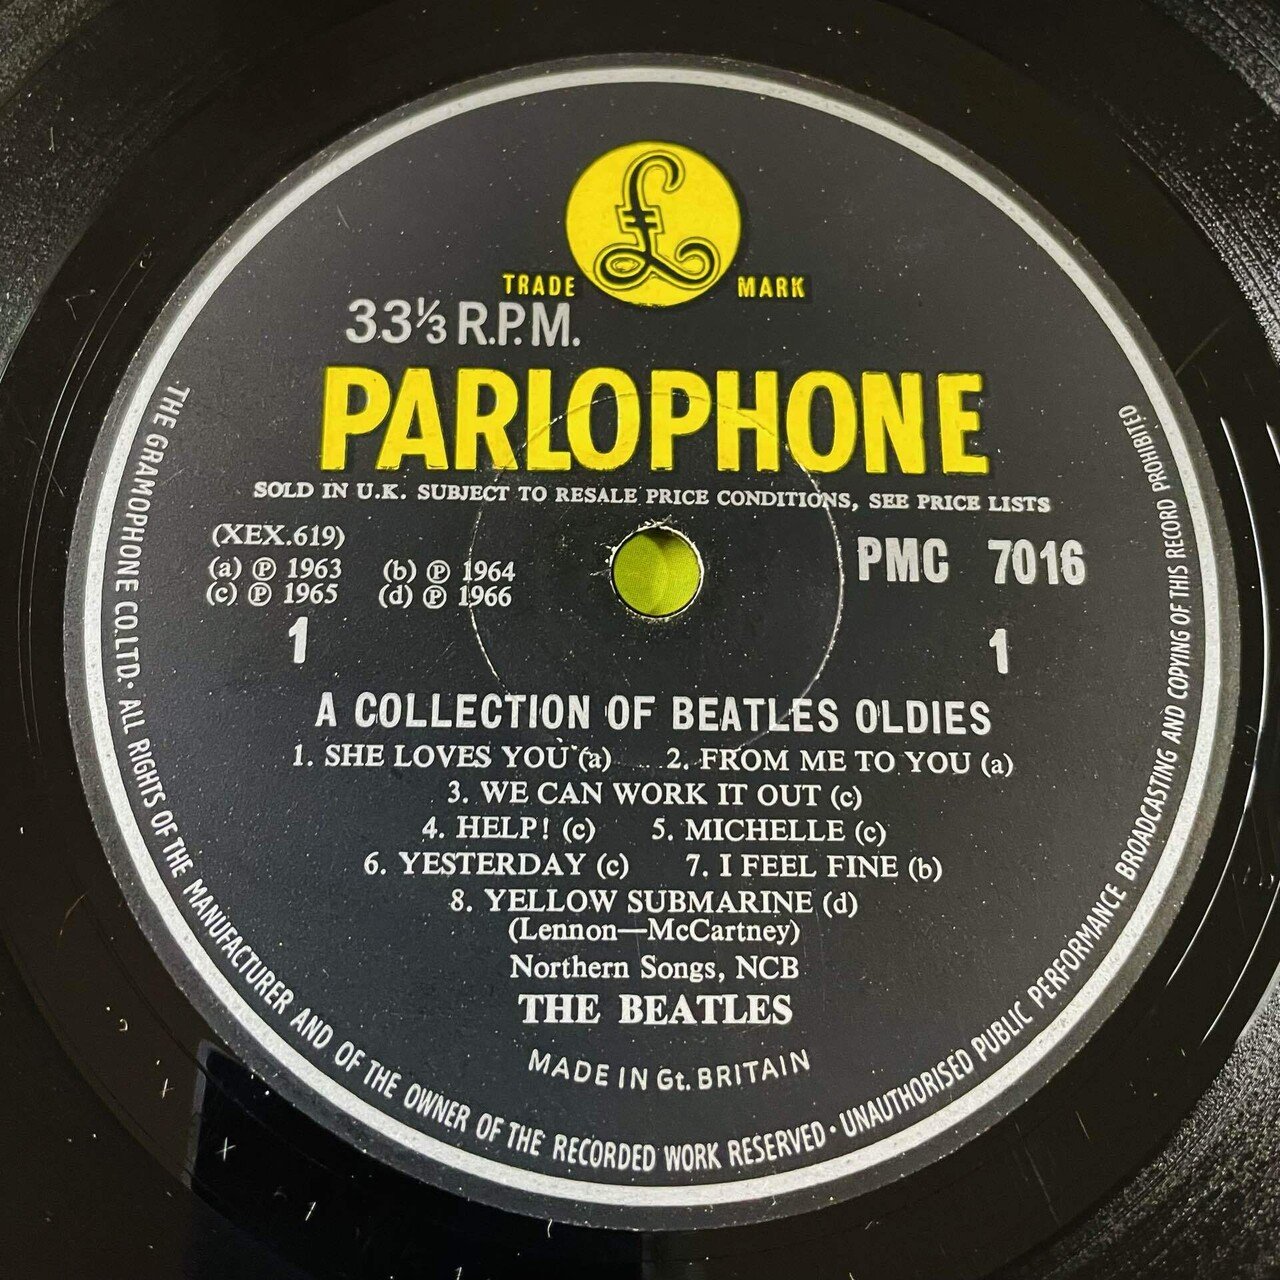 £
TRADE MARK
33⅓ R.P.M.
PARLOPHONE
SOLD IN U.K. SUBJECT TO RESALE PRICE CONDITIONS, SEE PRICE LISTS
(XEX.619)
PMC 7016
(a) ℗ 1963 (b) ℗ 1964
(c) ℗ 1965 (d) ℗ 1966
1 1
A COLLECTION OF BEATLES OLDIES
1. SHE LOVES YOU (a) 2. FROM ME TO YOU (a)
3. WE CAN WORK IT OUT (c)
4. HELP! (c) 5. MICHELLE (c)
6. YESTERDAY (c) 7. I FEEL FINE (b)
8. YELLOW SUBMARINE (d)
(Lennon—McCartney)
Northern Songs, NCB
THE BEATLES
MADE IN Gt. BRITAIN
THE GRAMOPHONE CO. LTD· ALL RIGHTS OF THE MANUFACTURER AND OF THE OWNER OF THE RECORDED WORK RESERVED · UNAUTHORISED PUBLIC PERFORMANCE BROADCASTING AND COPYING OF THIS RECORD PROHIBITED